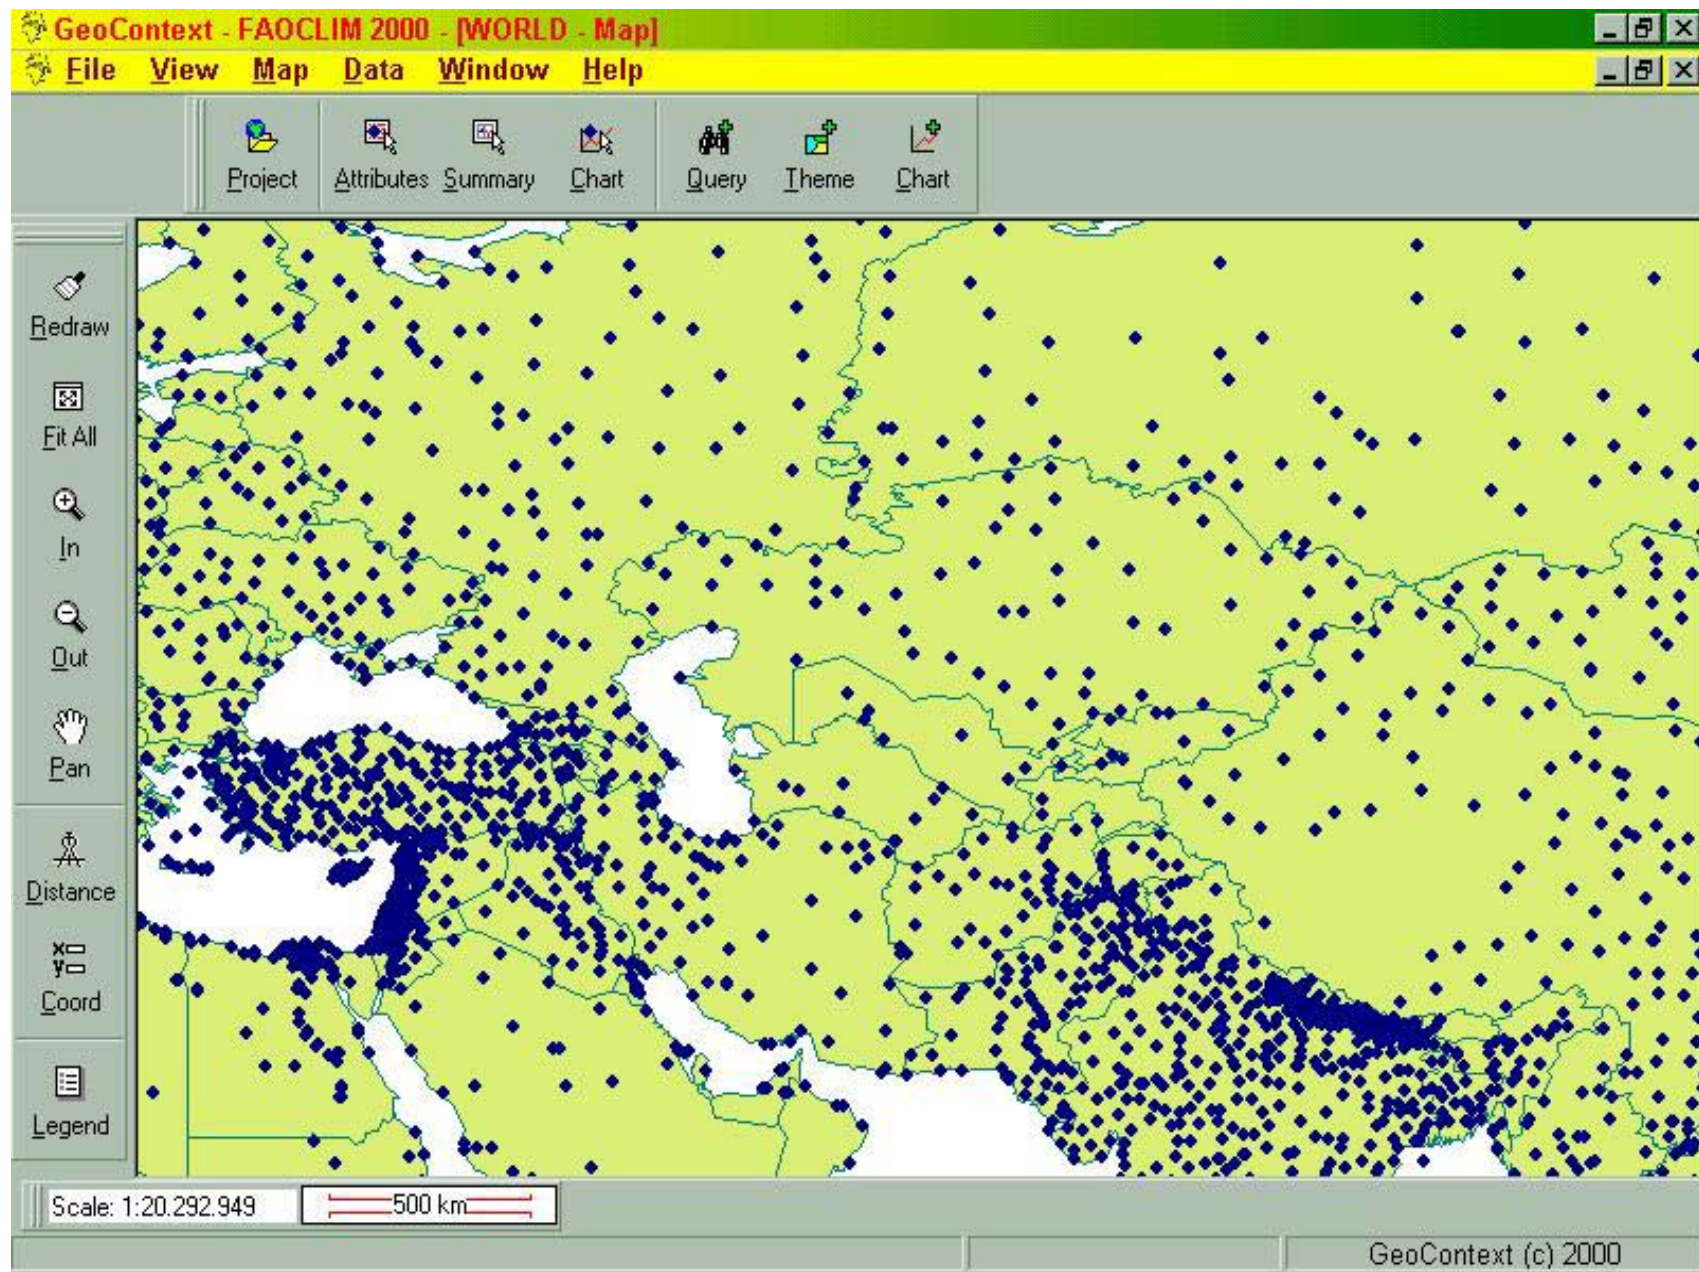 GeoContext - FAOCLIM 2000 - [WORLD - Map]
File View Map Data Window Help
Project Attributes Summary Chart Query Theme Chart
Redraw
Fit All
In
Out
Pan
Distance
x
y
Coord
Legend
Scale: 1:20.292.949 500 km
GeoContext (c) 2000